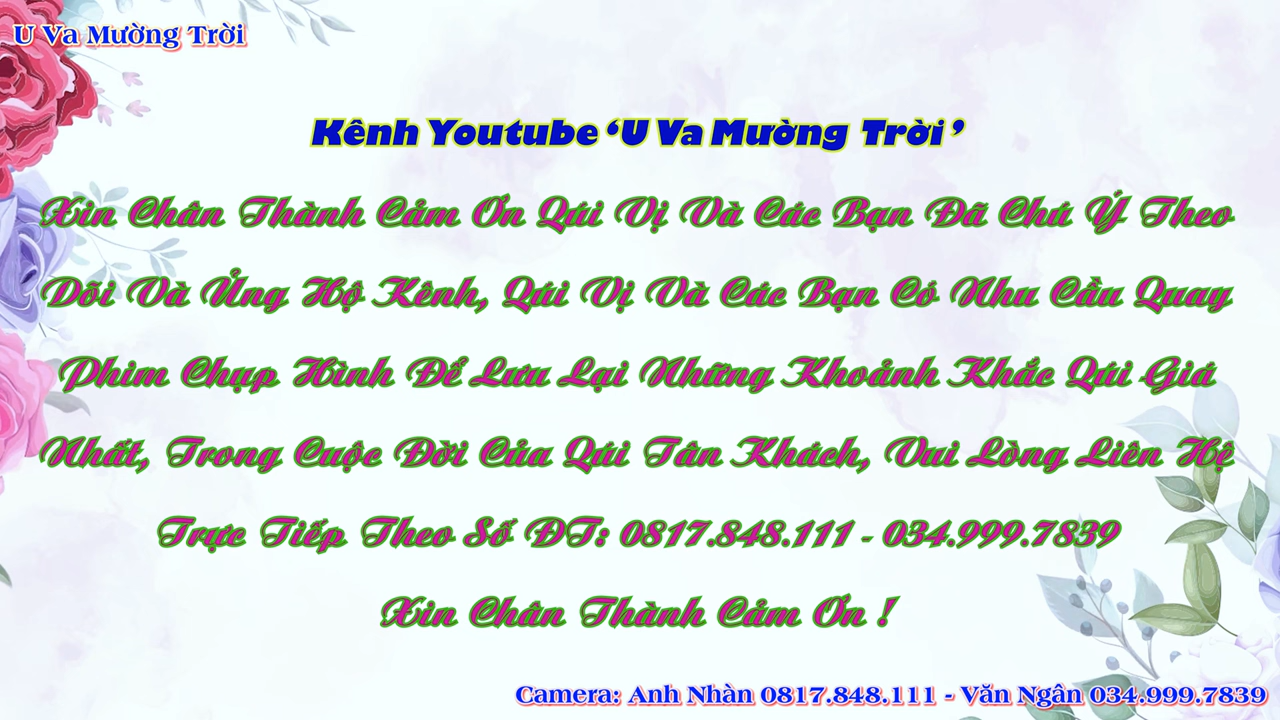 U Va Mường Trời
Kênh Youtube ‘U Va Mường Trời’
Xin Chân Thành Cảm Ơn Qúi Vị Và Các Bạn Đã Chú Ý Theo
Dõi Và Ủng Hộ Kênh, Qúi Vị Và Các Bạn Có Nhu Cầu Quay
Phim Chụp Hình Để Lưu Lại Những Khoảnh Khắc Qúi Giá
Nhất, Trong Cuộc Đời Của Qúi Tân Khách, Vui Lòng Liên Hệ
Trực Tiếp Theo Số ĐT: 0817.848.111 - 034.999.7839
Xin Chân Thành Cảm Ơn !
Camera: Anh Nhàn 0817.848.111 - Văn Ngân 034.999.7839